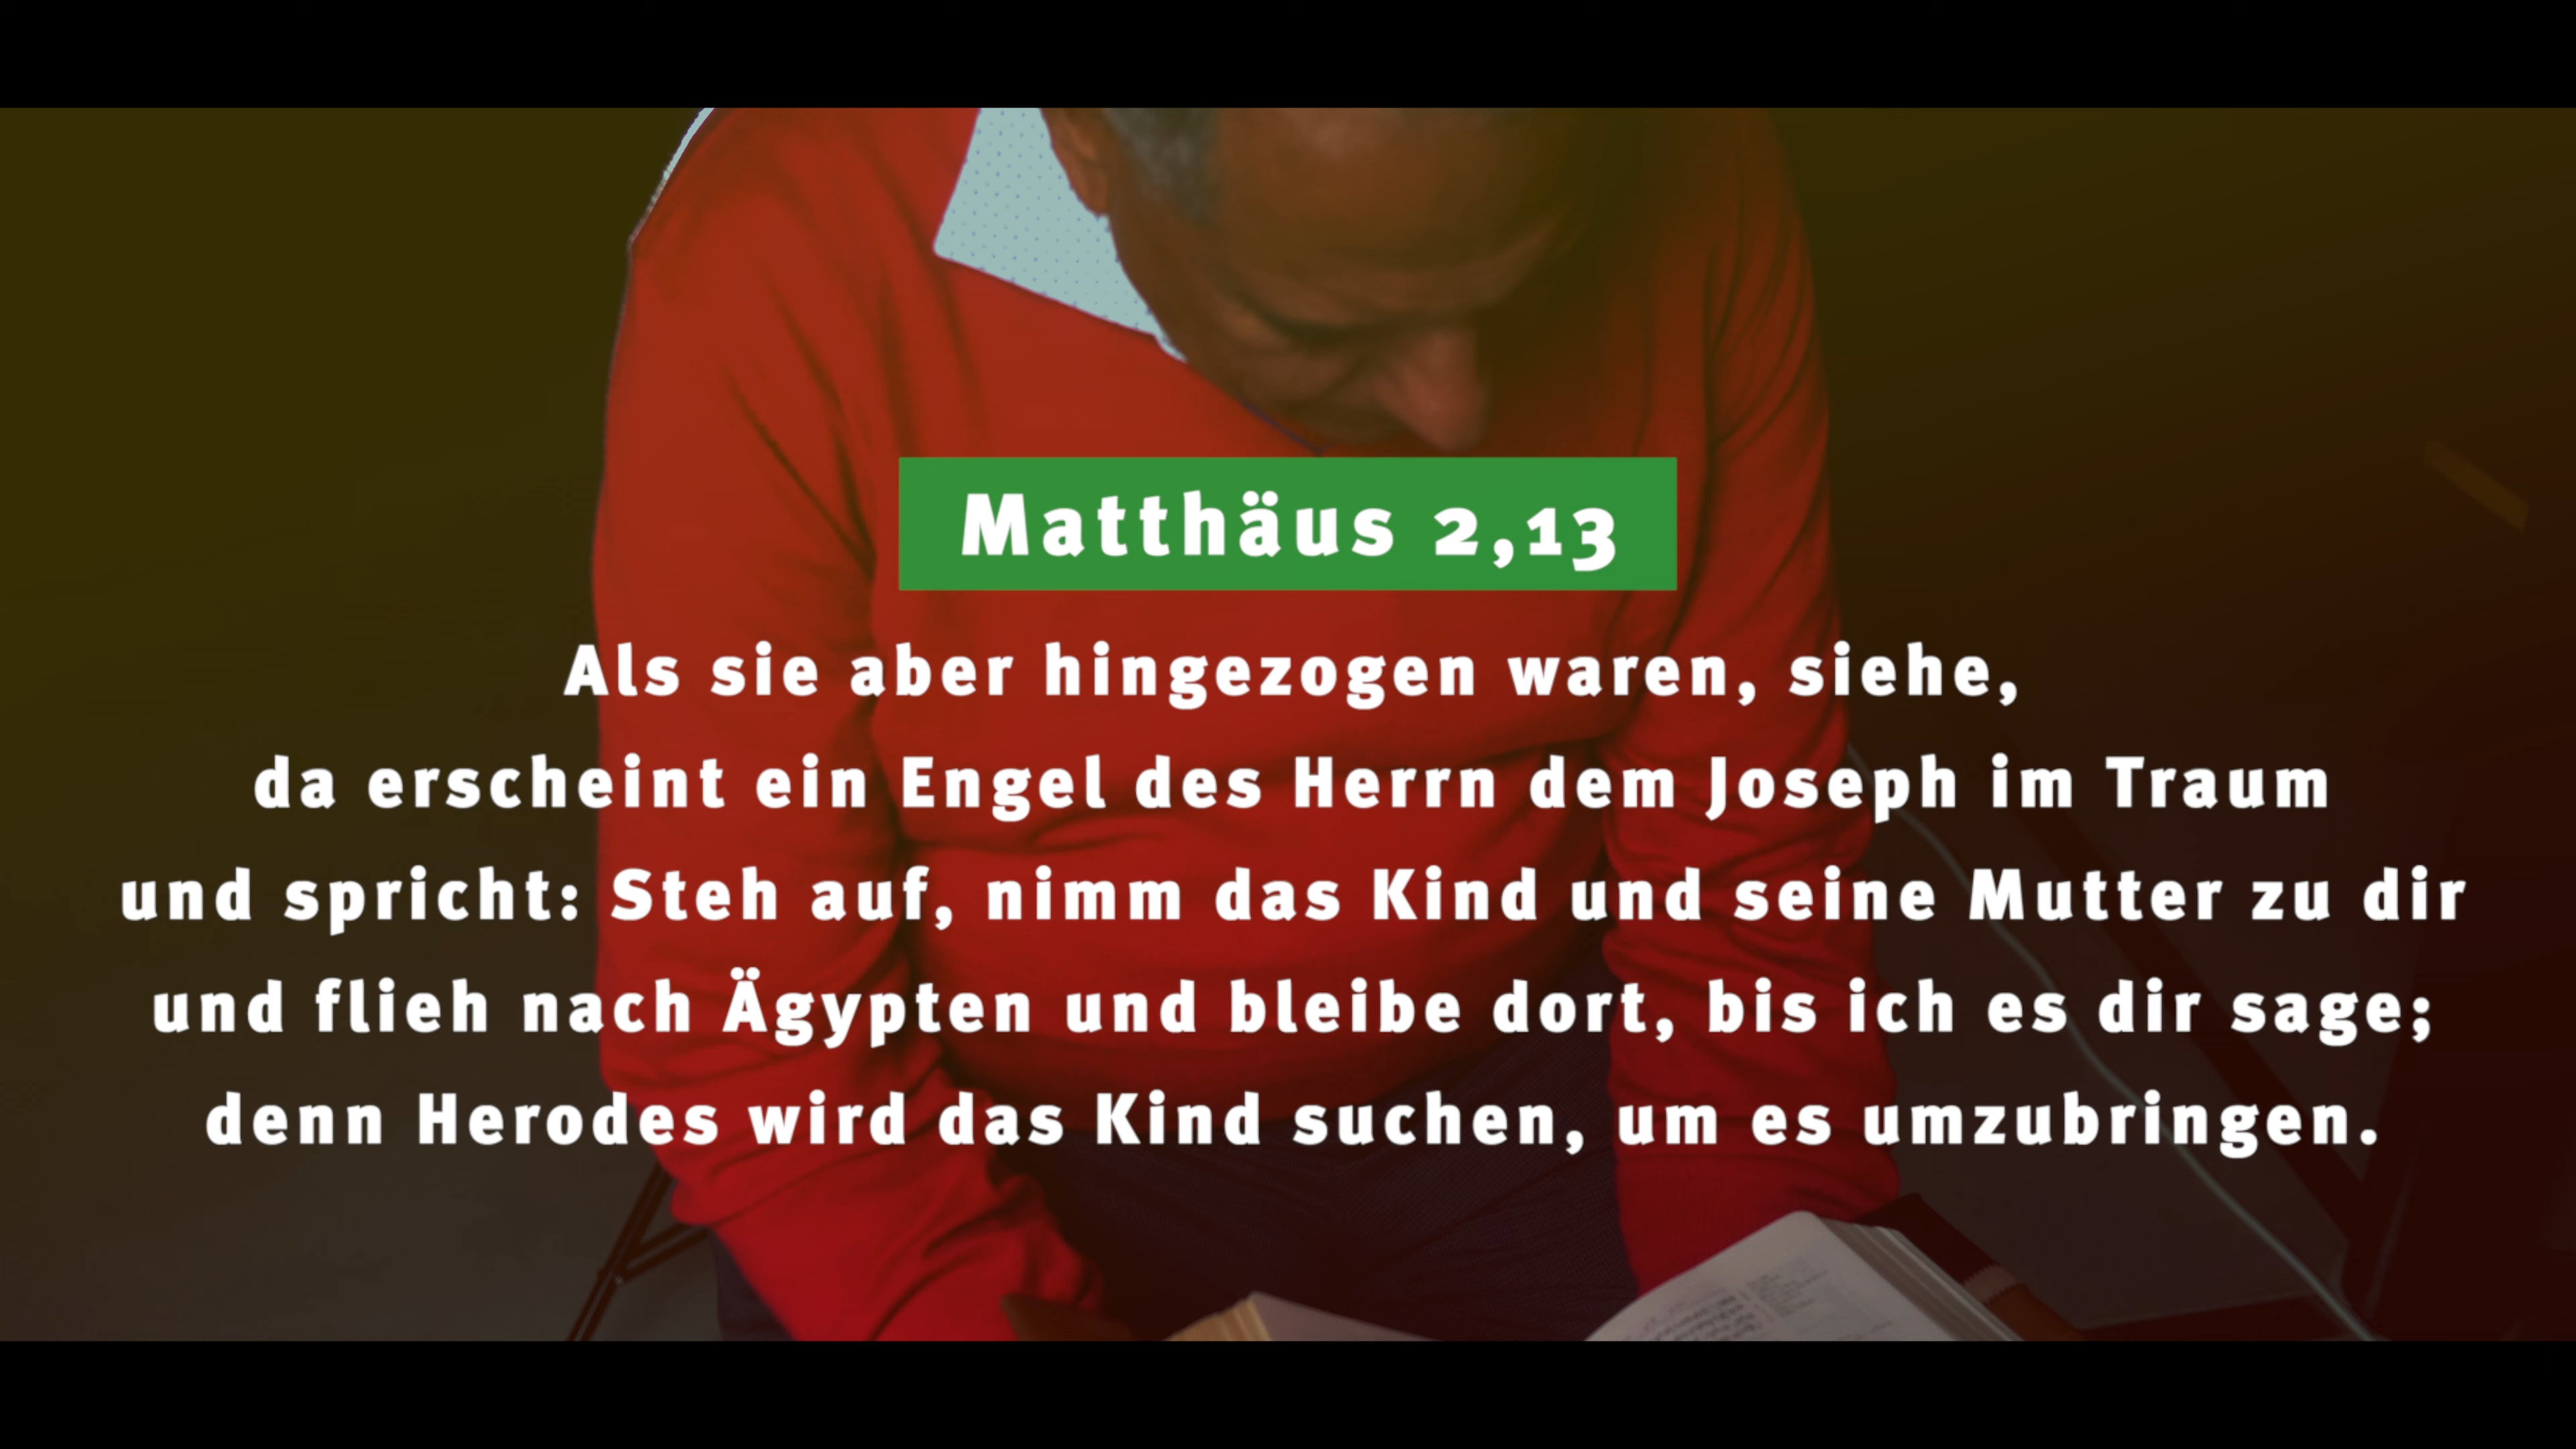 Matthäus 2,13
Als sie aber hingezogen waren, siehe,
da erscheint ein Engel des Herrn dem Joseph im Traum
und spricht: Steh auf, nimm das Kind und seine Mutter zu dir
und flieh nach Ägypten und bleibe dort, bis ich es dir sage;
denn Herodes wird das Kind suchen, um es umzubringen.